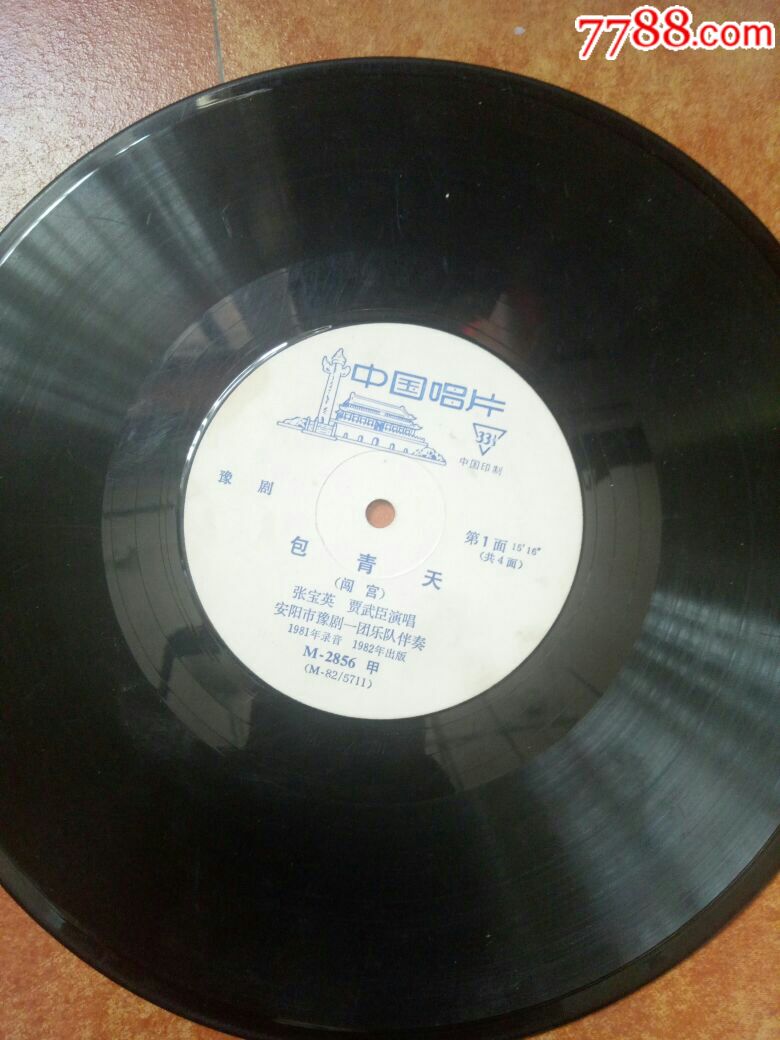 7788.com
中国唱片
33⅓
中国印制
豫剧
第1面 15′16″
(共4面)
包青天
(闯宫)
张宝英 贾武臣演唱
安阳市豫剧一团乐队伴奏
1981年录音 1982年出版
M-2856 甲
(M-82/5711)